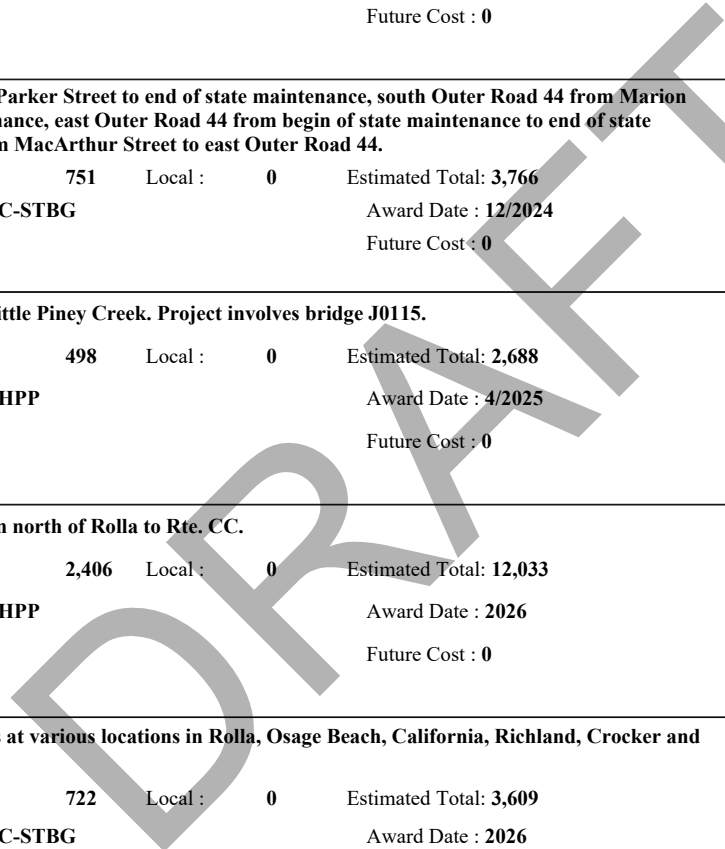 Future Cost : 0
Parker Street to end of state maintenance, south Outer Road 44 from Marion
ance, east Outer Road 44 from begin of state maintenance to end of state
m MacArthur Street to east Outer Road 44.
751 Local : 0 Estimated Total: 3,766
C-STBG Award Date : 12/2024
Future Cost : 0
ittle Piney Creek. Project involves bridge J0115.
498 Local : 0 Estimated Total: 2,688
HPP Award Date : 4/2025
Future Cost : 0
n north of Rolla to Rte. CC.
2,406 Local : 0 Estimated Total: 12,033
HPP Award Date : 2026
Future Cost : 0
s at various locations in Rolla, Osage Beach, California, Richland, Crocker and
722 Local : 0 Estimated Total: 3,609
C-STBG Award Date : 2026
DRAFT